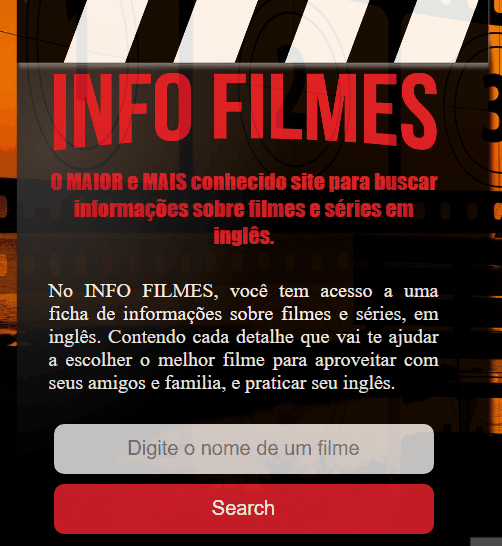 INFO FILMES
O MAIOR e MAIS conhecido site para buscar
informações sobre filmes e séries em
inglês.
No INFO FILMES, você tem acesso a uma
ficha de informações sobre filmes e séries, em
inglês. Contendo cada detalhe que vai te ajudar
a escolher o melhor filme para aproveitar com
seus amigos e familia, e praticar seu inglês.
Digite o nome de um filme
Search